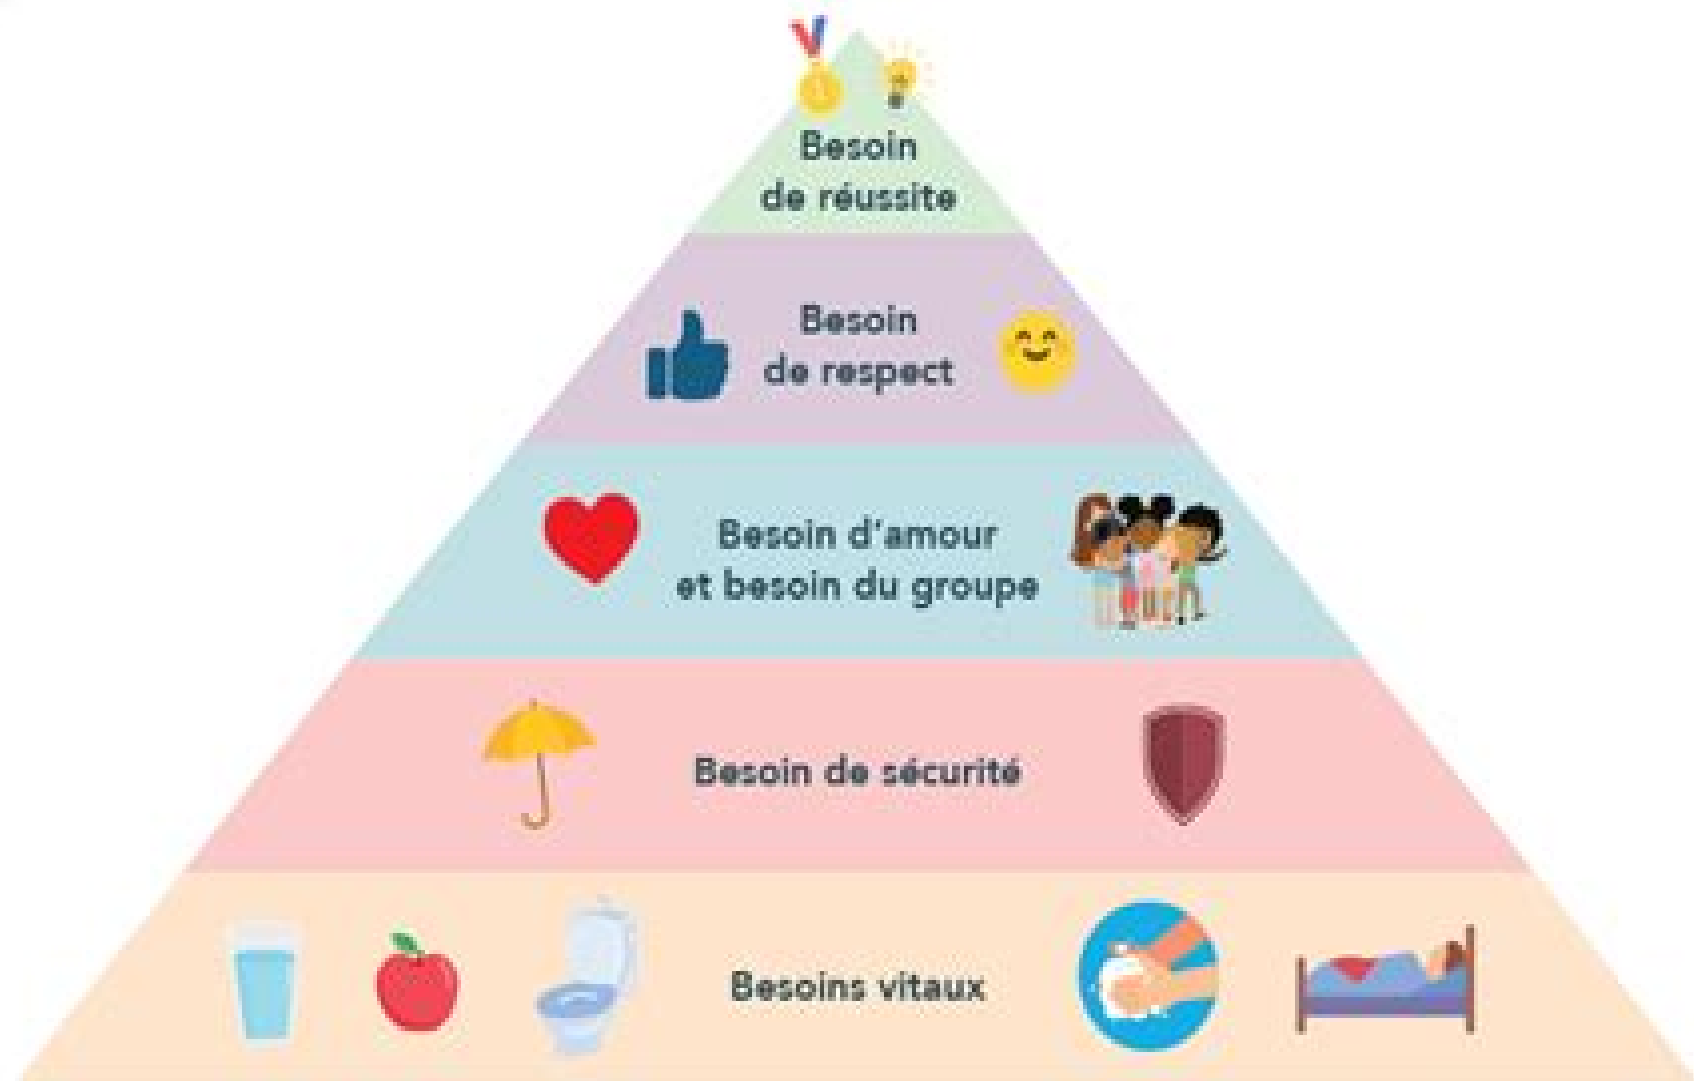 Besoin
de réussite
Besoin
de respect
Besoin d'amour
et besoin du groupe
Besoin de sécurité
Besoins vitaux